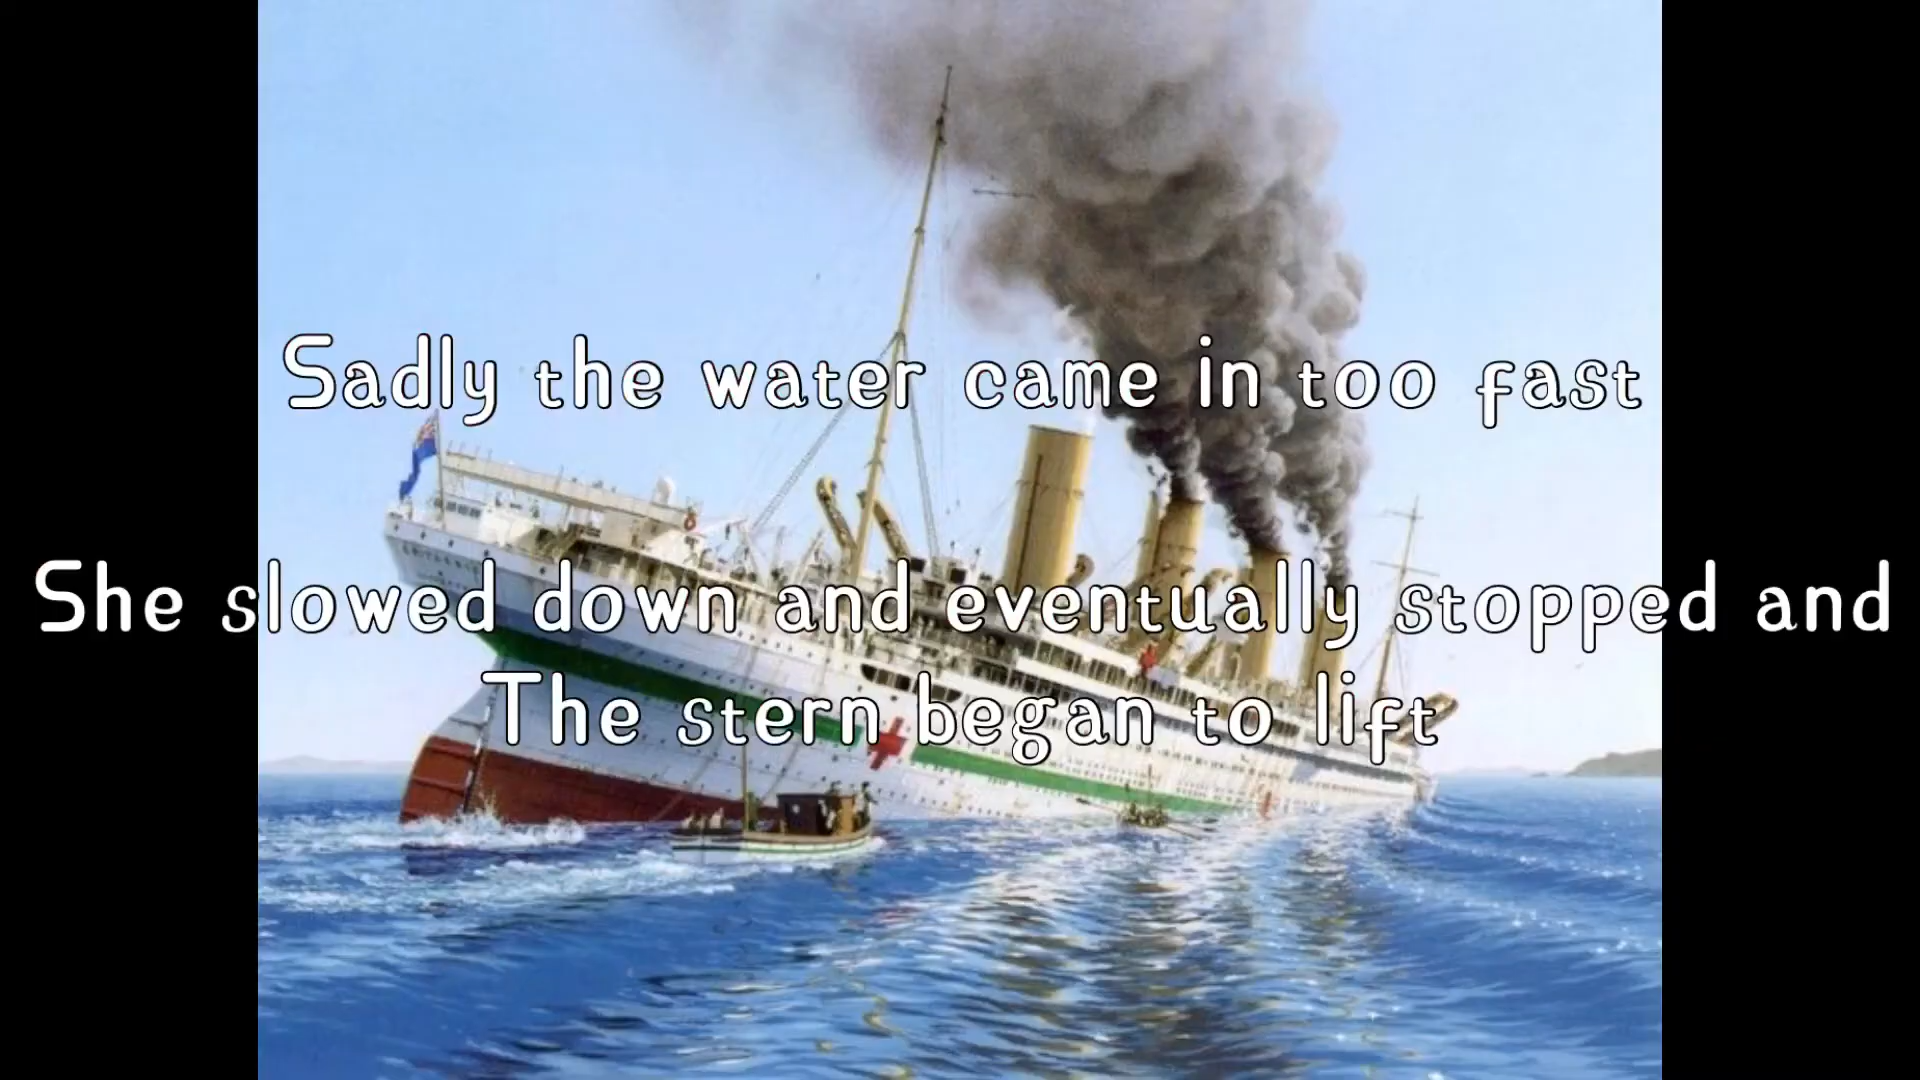 Sadly the water came in too fast
She slowed down and eventually stopped and
The stern began to lift